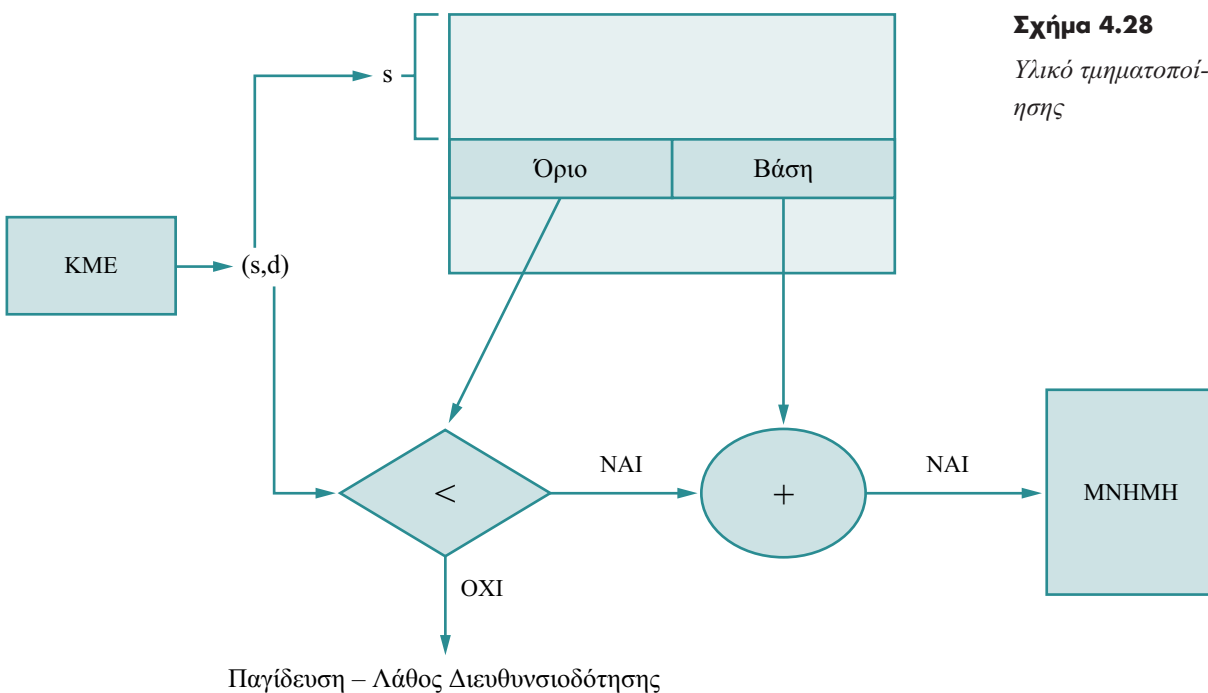 Σχήμα 4.28
Υλικό τμηματοποί-
ησης
s
Όριο
Βάση
ΚΜΕ
(s,d)
<
ΝΑΙ
+
ΝΑΙ
ΜΝΗΜΗ
ΟΧΙ
Παγίδευση – Λάθος Διευθυνσιοδότησης